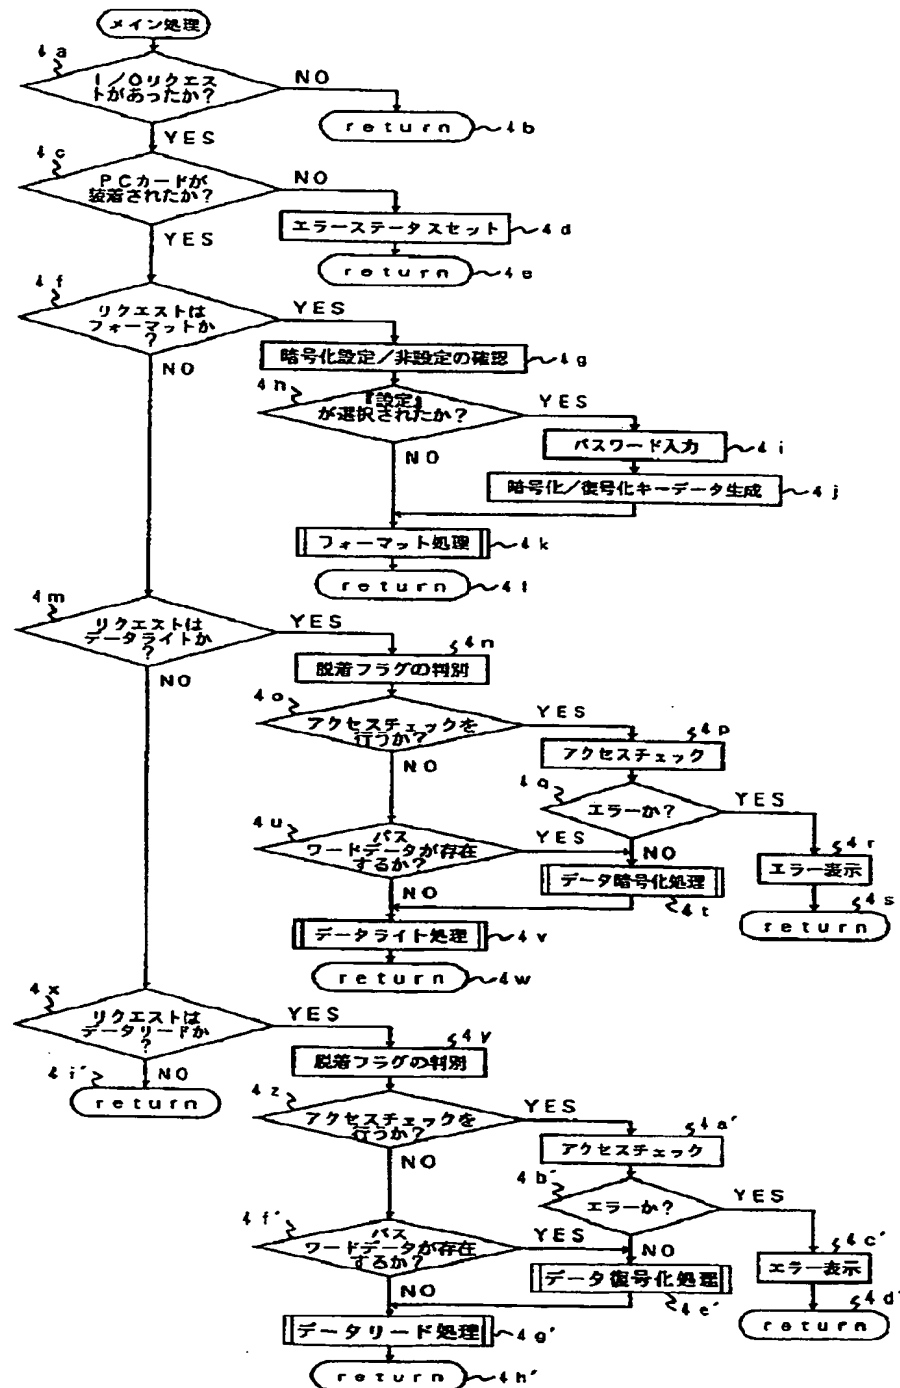 メイン処理
4a
I/Oリクエス
トがあったか?
NO
return
4b
YES
4c
PCカードが
装着されたか?
NO
エラーステータスセット
4d
YES
return
4e
4f
リクエストは
フォーマットか
?
YES
NO
暗号化設定/非設定の確認
4g
4h
『設定』
が選択されたか?
YES
パスワード入力
4i
NO
暗号化/復号化キーデータ生成
4j
フォーマット処理
4k
return
4l
4m
リクエストは
データライトか
?
YES
NO
4n
脱着フラグの判別
4o
アクセスチェックを
行うか?
YES
4p
アクセスチェック
NO
4q
エラーか?
YES
4u
パス
ワードデータが存在
するか?
YES
NO
4r
エラー表示
データ暗号化処理
4t
NO
4s
return
データライト処理
4v
return
4w
4x
リクエストは
データリードか
?
YES
4y
脱着フラグの判別
NO
4i'
return
4z
アクセスチェックを
行うか?
YES
4a'
アクセスチェック
NO
4b'
エラーか?
YES
4f'
パス
ワードデータが存在
するか?
YES
NO
4c'
エラー表示
データ復号化処理
4e'
NO
4d'
return
データリード処理
4g'
return
4h'